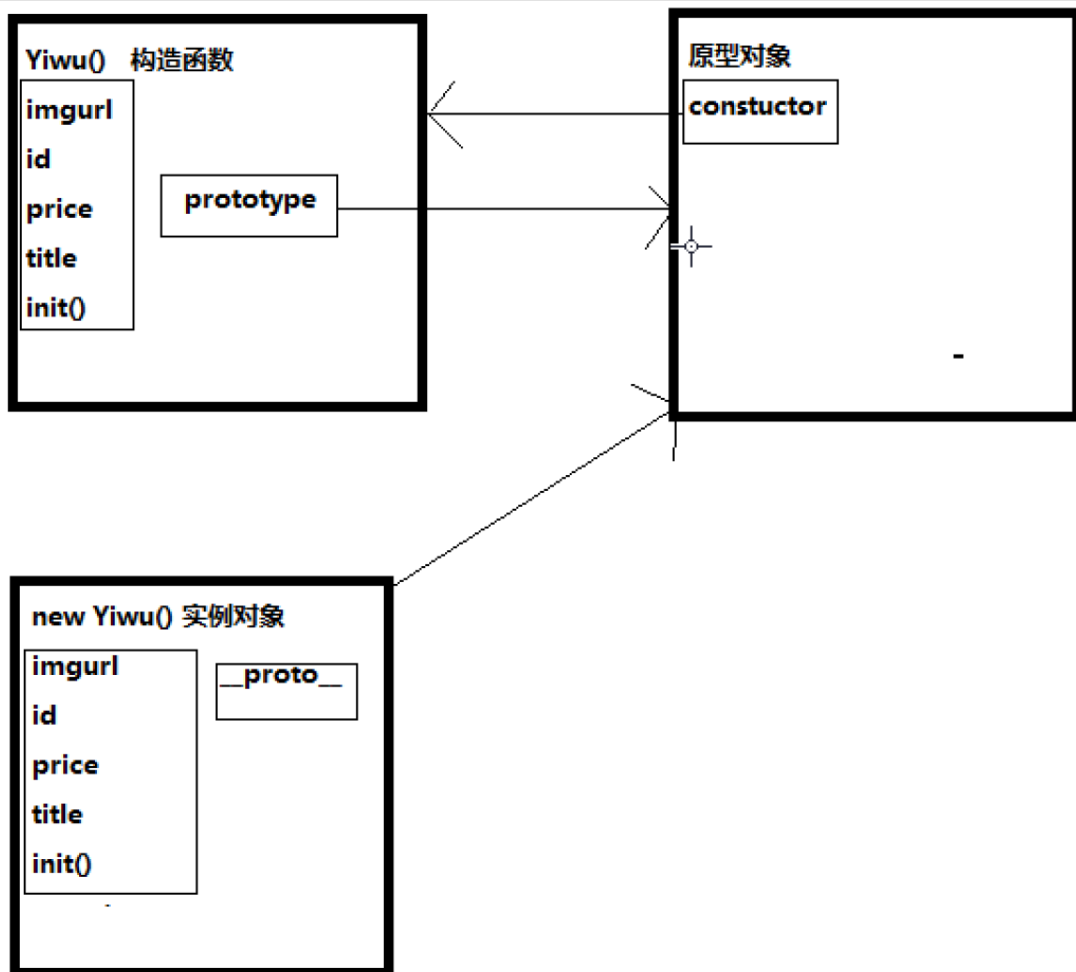 Yiwu() 构造函数
imgurl
id
price
title
init()
prototype
原型对象
constuctor
-
new Yiwu() 实例对象
imgurl
id
price
title
init()
__proto__
-